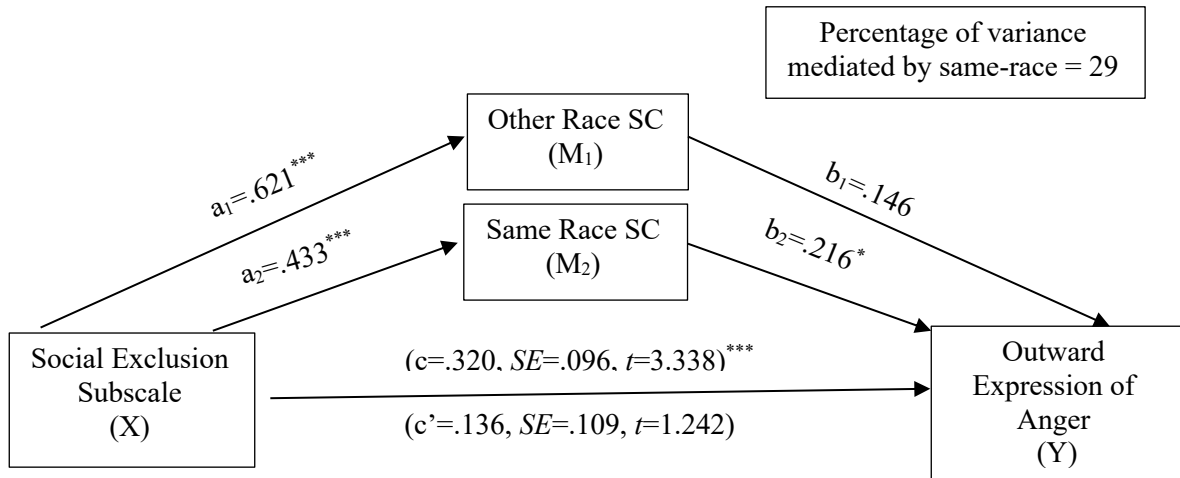 Percentage of variance
mediated by same-race = 29
Other Race SC
(M₁)
a₁=.621***
b₁=.146
Same Race SC
(M₂)
a₂=.433***
b₂=.216*
Social Exclusion
Subscale
(X)
(c=.320, SE=.096, t=3.338)***
(c’=.136, SE=.109, t=1.242)
Outward
Expression of
Anger
(Y)